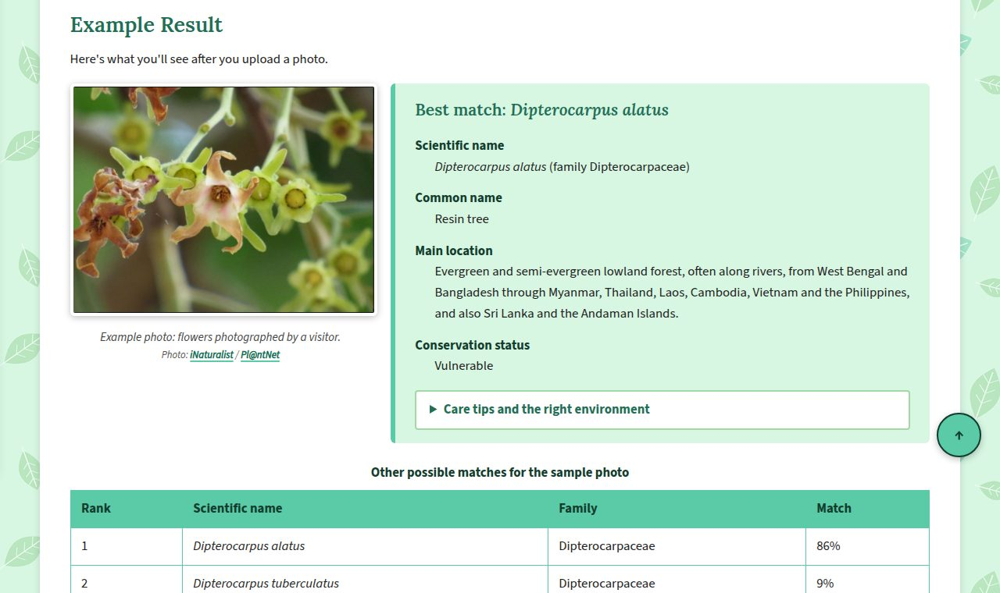 Example Result
Here's what you'll see after you upload a photo.
Example photo: flowers photographed by a visitor.
Photo: iNaturalist / Pl@ntNet
Best match: Dipterocarpus alatus
Scientific name
Dipterocarpus alatus (family Dipterocarpaceae)
Common name
Resin tree
Main location
Evergreen and semi-evergreen lowland forest, often along rivers, from West Bengal and
Bangladesh through Myanmar, Thailand, Laos, Cambodia, Vietnam and the Philippines,
and also Sri Lanka and the Andaman Islands.
Conservation status
Vulnerable
Care tips and the right environment
Other possible matches for the sample photo
Rank Scientific name Family Match
1 Dipterocarpus alatus Dipterocarpaceae 86%
2 Dipterocarpus tuberculatus Dipterocarpaceae 9%